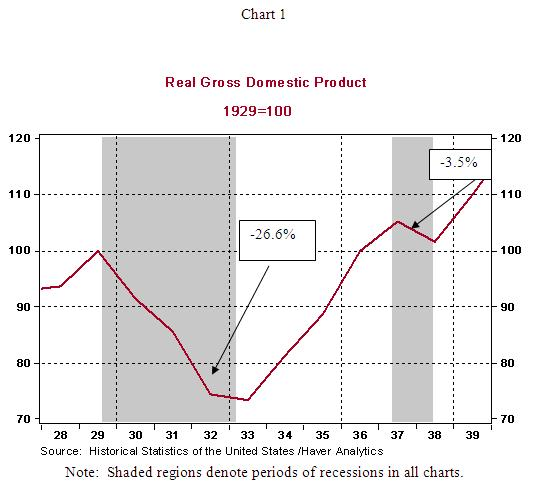 Chart 1
Real Gross Domestic Product
1929=100
120 120
-3.5%
110 110
-26.6%
100 100
90 90
80 80
70 70
28 29 30 31 32 33 34 35 36 37 38 39
Source: Historical Statistics of the United States /Haver Analytics
Note: Shaded regions denote periods of recessions in all charts.